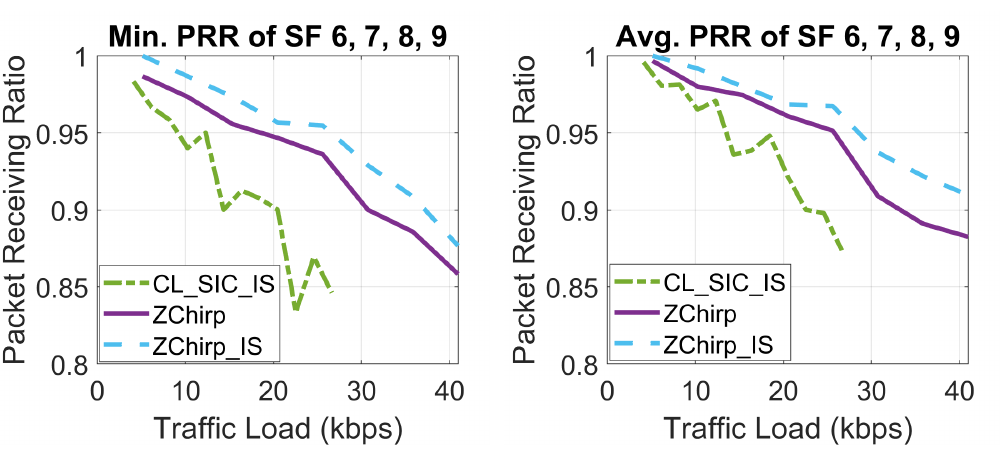 Min. PRR of SF 6, 7, 8, 9
Packet Receiving Ratio
1
0.95
0.9
0.85
0.8
CL_SIC_IS
ZChirp
ZChirp_IS
0 10 20 30 40
Traffic Load (kbps)
Avg. PRR of SF 6, 7, 8, 9
Packet Receiving Ratio
1
0.95
0.9
0.85
0.8
CL_SIC_IS
ZChirp
ZChirp_IS
0 10 20 30 40
Traffic Load (kbps)